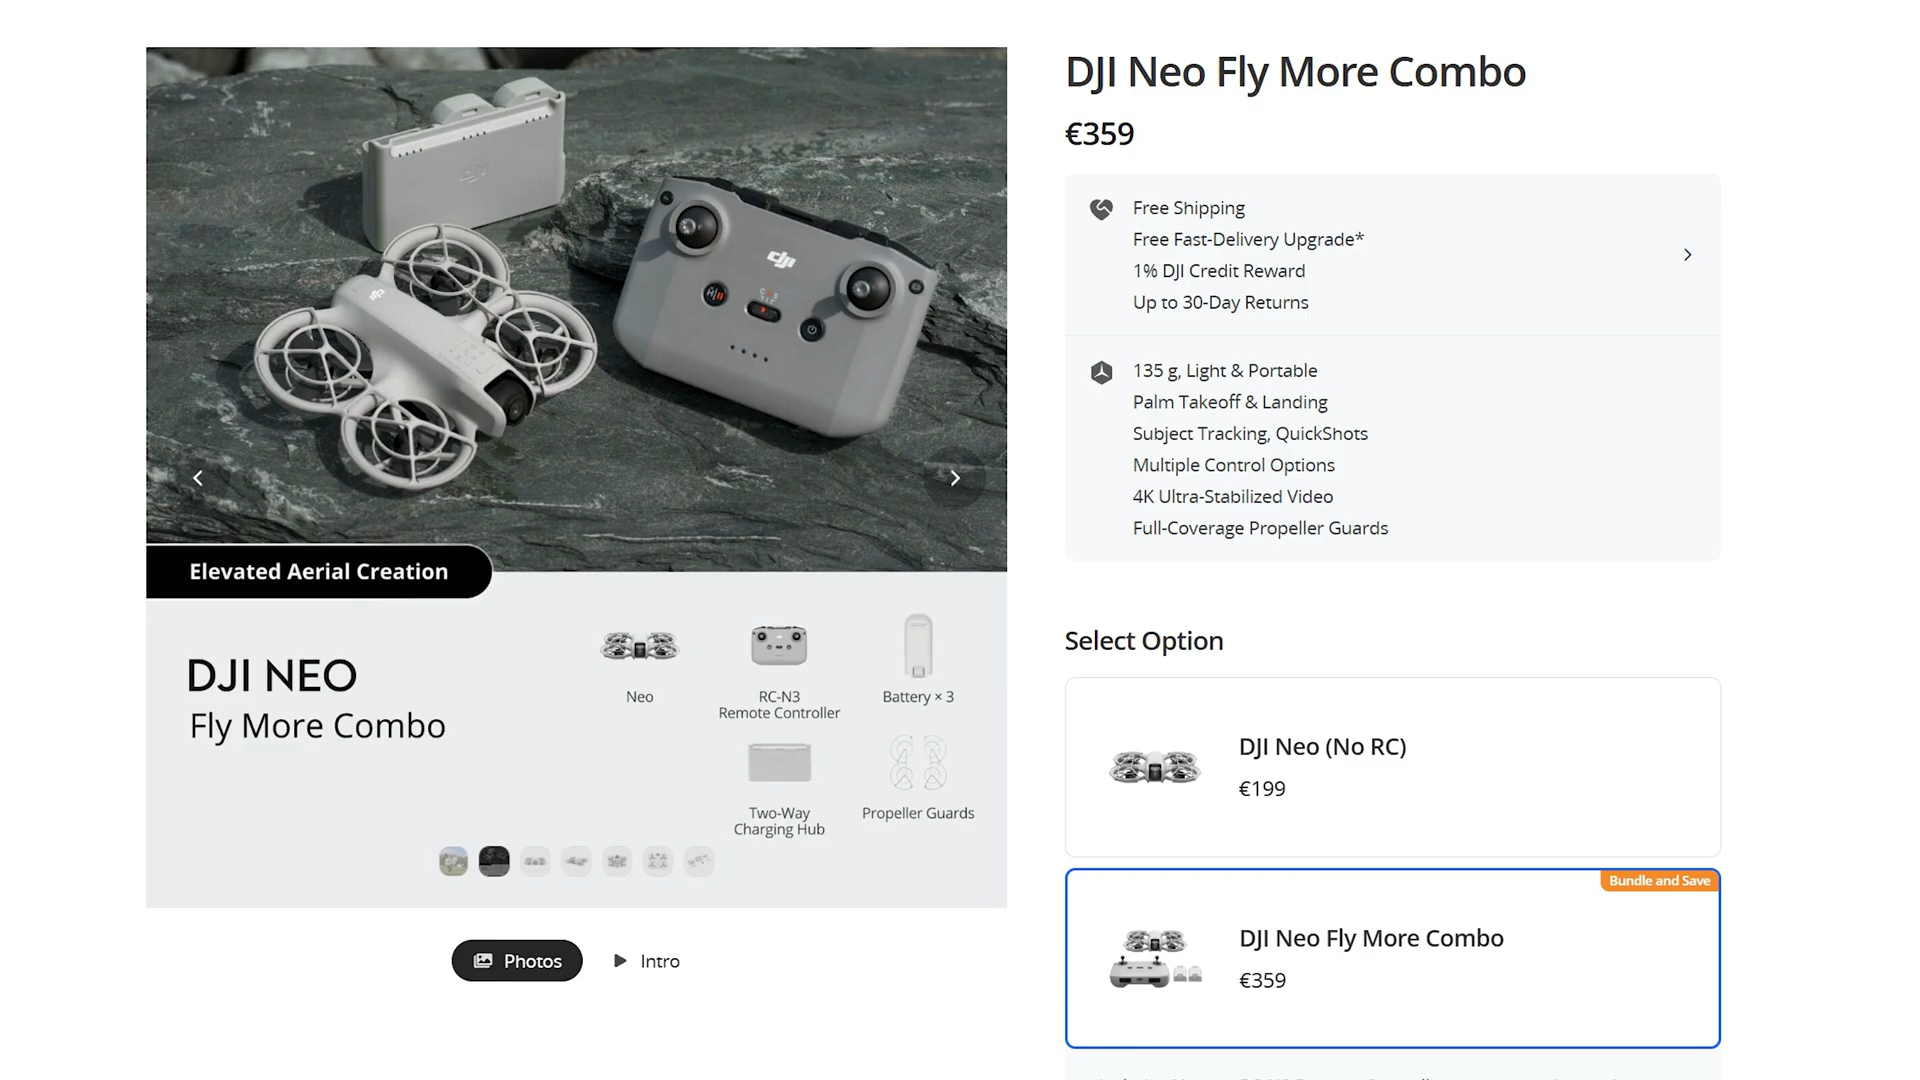 DJI Neo Fly More Combo
€359
Free Shipping
Free Fast-Delivery Upgrade*
1% DJI Credit Reward
Up to 30-Day Returns
135 g, Light & Portable
Palm Takeoff & Landing
Subject Tracking, QuickShots
Multiple Control Options
4K Ultra-Stabilized Video
Full-Coverage Propeller Guards
dji
Elevated Aerial Creation
DJI NEO
Fly More Combo
Neo
RC-N3
Remote Controller
Battery × 3
Two-Way
Charging Hub
Propeller Guards
Photos
Intro
Select Option
DJI Neo (No RC)
€199
Bundle and Save
DJI Neo Fly More Combo
€359